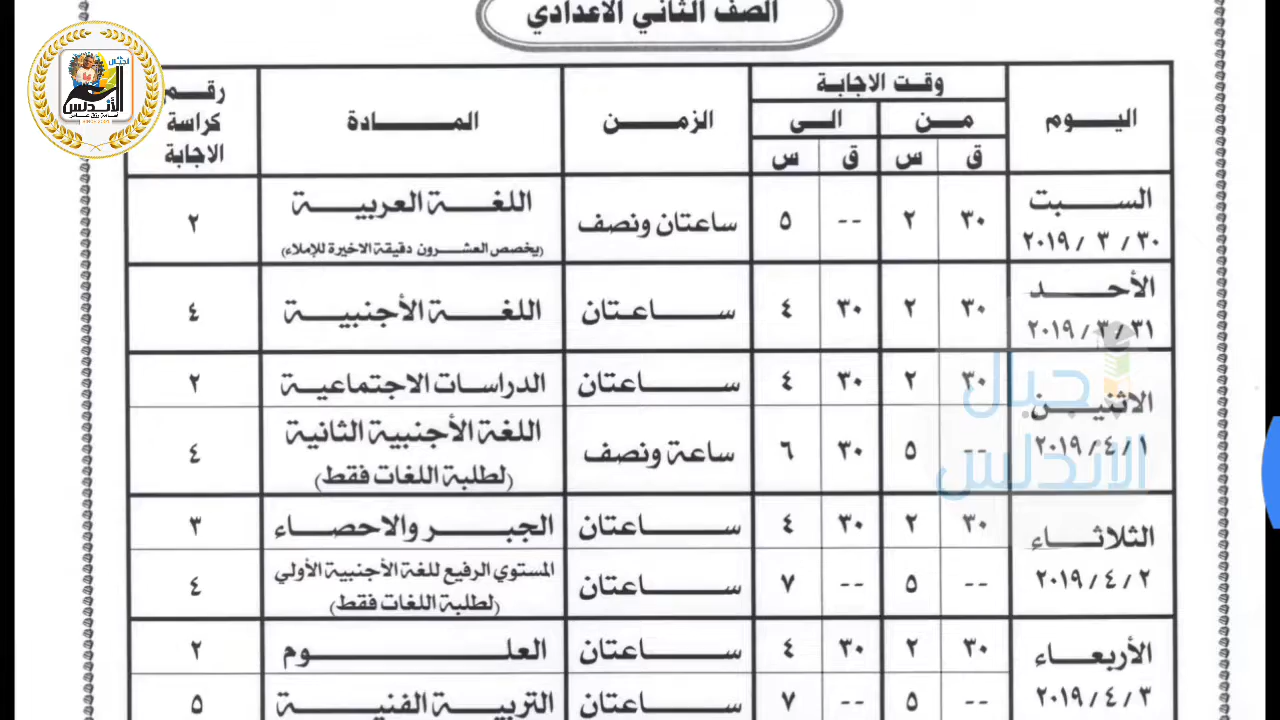 الصف الثاني الاعدادي
اليـوم
وقت الاجابة
الزمن
المـادة
رقم كراسة الاجابة
من
الى
ق س ق س
السبت ٣٠ ٢ -- ٥ ساعتان ونصف اللغة العربية ٢
٣٠ / ٣ / ٢٠١٩ (يخصص العشرون دقيقة الاخيرة للإملاء)
الأحد ٣٠ ٢ ٣٠ ٤ ساعتان اللغة الأجنبية ٤
٣١ / ٣ / ٢٠١٩
الاثنين ٣٠ ٢ ٣٠ ٤ ساعتان الدراسات الاجتماعية ٢
١ / ٤ / ٢٠١٩ -- ٥ ٣٠ ٦ ساعة ونصف اللغة الأجنبية الثانية ٤
(لطلبة اللغات فقط)
الثلاثاء ٣٠ ٢ ٣٠ ٤ ساعتان الجبر والاحصاء ٣
٢ / ٤ / ٢٠١٩ -- ٥ -- ٧ ساعتان المستوي الرفيع للغة الأجنبية الأولي ٤
(لطلبة اللغات فقط)
الأربعاء ٣٠ ٢ ٣٠ ٤ ساعتان العلوم ٢
٣ / ٤ / ٢٠١٩ -- ٥ -- ٧ ساعتان التربية الفنية ٥
جبال
الاندلس
الأندلس